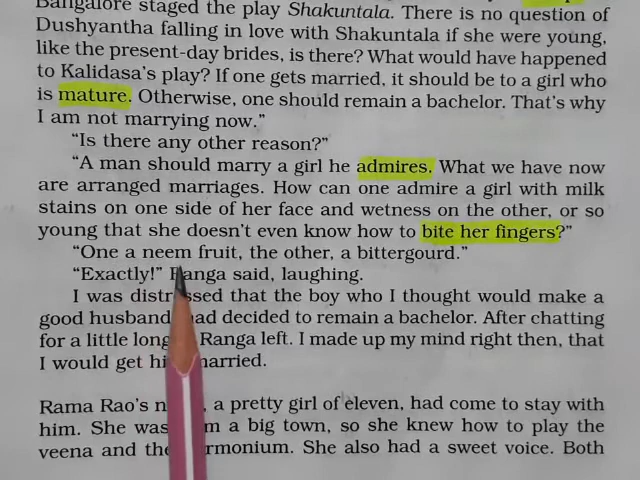 Bangalore staged the play Shakuntala. There is no question of
Dushyantha falling in love with Shakuntala if she were young,
like the present-day brides, is there? What would have happened
to Kalidasa's play? If one gets married, it should be to a girl who
is mature. Otherwise, one should remain a bachelor. That's why
I am not marrying now."
"Is there any other reason?"
"A man should marry a girl he admires. What we have now
are arranged marriages. How can one admire a girl with milk
stains on one side of her face and wetness on the other, or so
young that she doesn't even know how to bite her fingers?"
"One a neem fruit, the other, a bittergourd."
"Exactly!" Ranga said, laughing.
I was distressed that the boy who I thought would make a
good husband had decided to remain a bachelor. After chatting
for a little Ranga left. I made up my mind right then, that
I would get married.
Rama Rao's a pretty girl of eleven, had come to stay with
him. She was a big town, so she knew how to play the
veena and She also had a sweet voice. Both